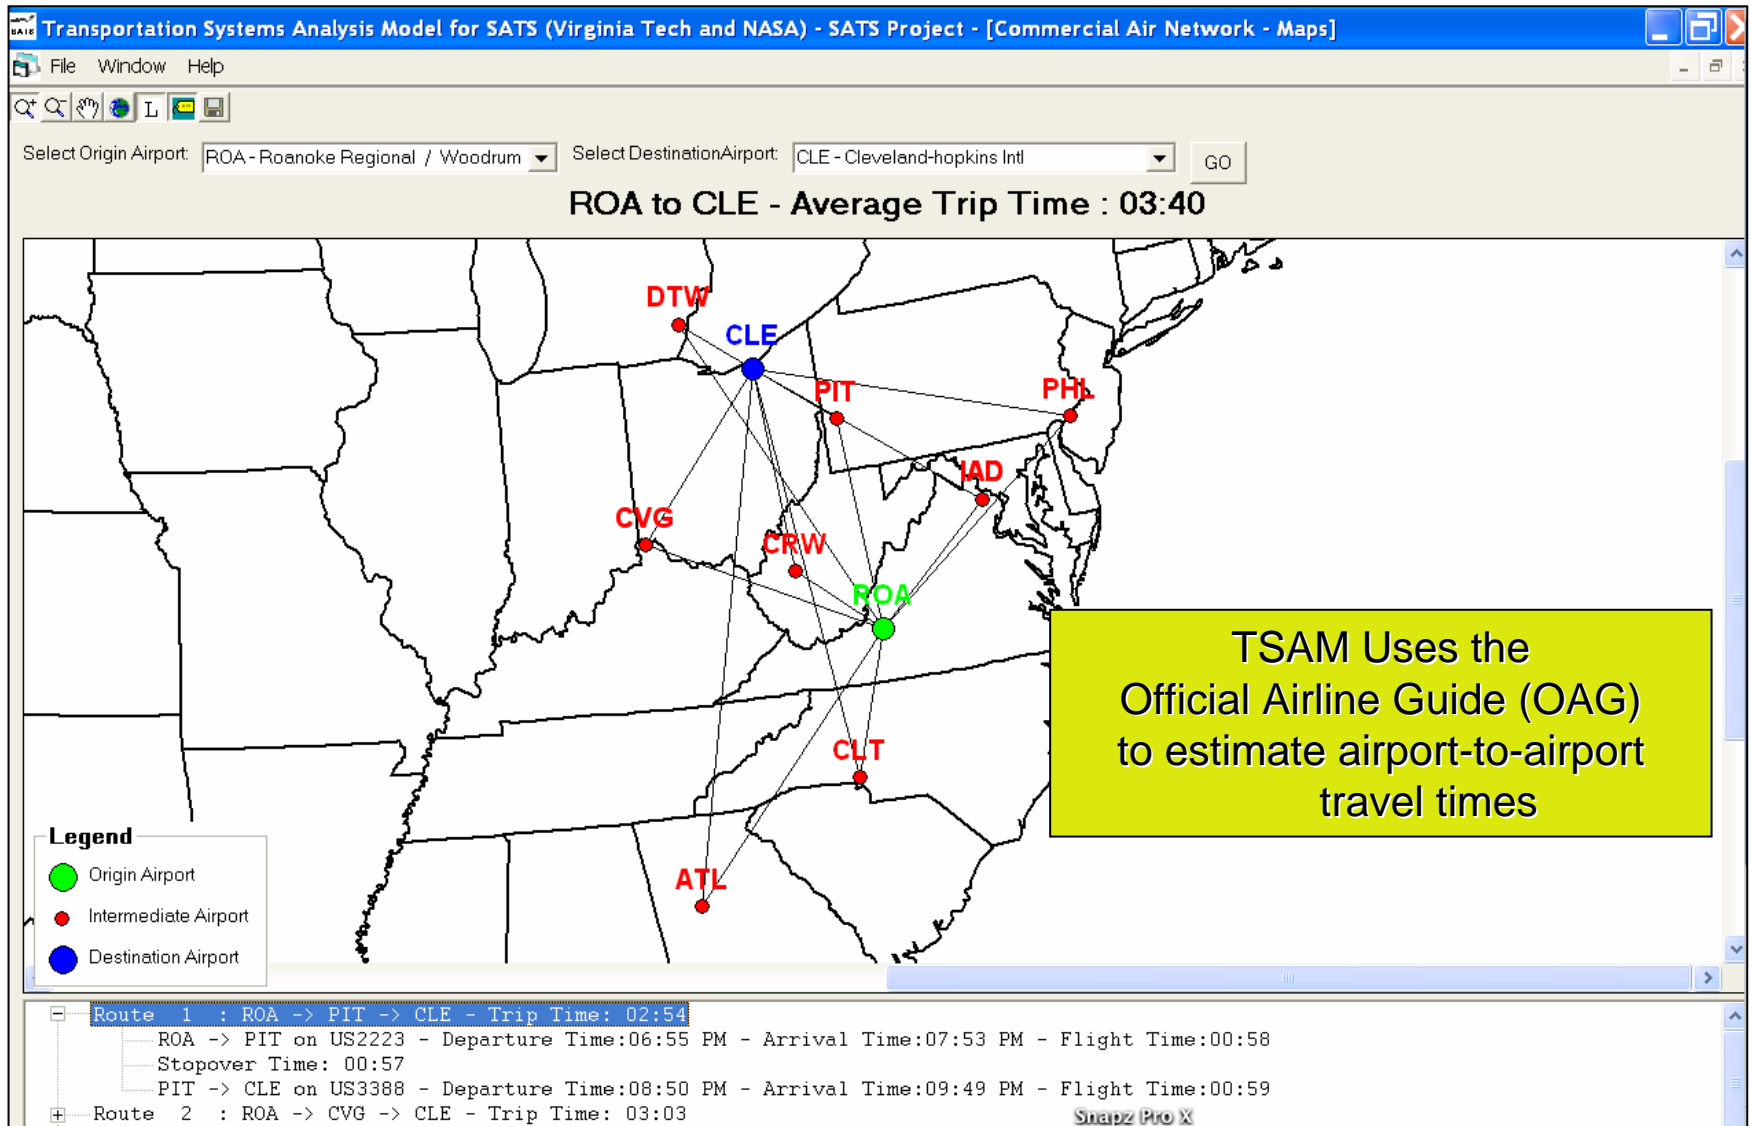 SATS Transportation Systems Analysis Model for SATS (Virginia Tech and NASA) - SATS Project - [Commercial Air Network - Maps]
File Window Help
L
Select Origin Airport: ROA - Roanoke Regional / Woodrum Select DestinationAirport: CLE - Cleveland-hopkins Intl GO
ROA to CLE - Average Trip Time : 03:40
DTW
CLE
PIT
PHL
IAD
CVG
CRW
ROA
CLT
ATL
TSAM Uses the
Official Airline Guide (OAG)
to estimate airport-to-airport
travel times
Legend
Origin Airport
Intermediate Airport
Destination Airport
Route 1 : ROA -> PIT -> CLE - Trip Time: 02:54
ROA -> PIT on US2223 - Departure Time:06:55 PM - Arrival Time:07:53 PM - Flight Time:00:58
Stopover Time: 00:57
PIT -> CLE on US3388 - Departure Time:08:50 PM - Arrival Time:09:49 PM - Flight Time:00:59
Route 2 : ROA -> CVG -> CLE - Trip Time: 03:03
Snapz Pro X